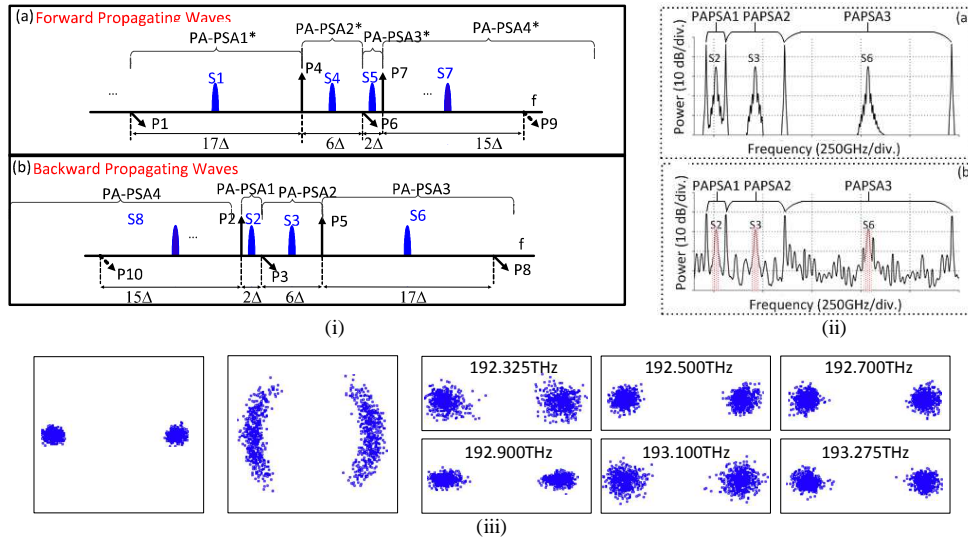 (a) Forward Propagating Waves
PA-PSA1* PA-PSA2* PA-PSA3* PA-PSA4*
P4 P7
S1 S4 S5 S7
... ... f
P1 P6 P9
17Δ 6Δ 2Δ 15Δ
(b) Backward Propagating Waves
PA-PSA4 PA-PSA1 PA-PSA2 PA-PSA3
S8 P2 S2 S3 P5 S6
... f
P10 P3 P8
15Δ 2Δ 6Δ 17Δ
(i)
(a
PAPSA1 PAPSA2 PAPSA3
S2 S3 S6
Power (10 dB/div.)
Frequency (250GHz/div.)
(b
PAPSA1 PAPSA2 PAPSA3
S2 S3 S6
Power (10 dB/div.)
Frequency (250GHz/div.)
(ii)
192.325THz 192.500THz 192.700THz
192.900THz 193.100THz 193.275THz
(iii)